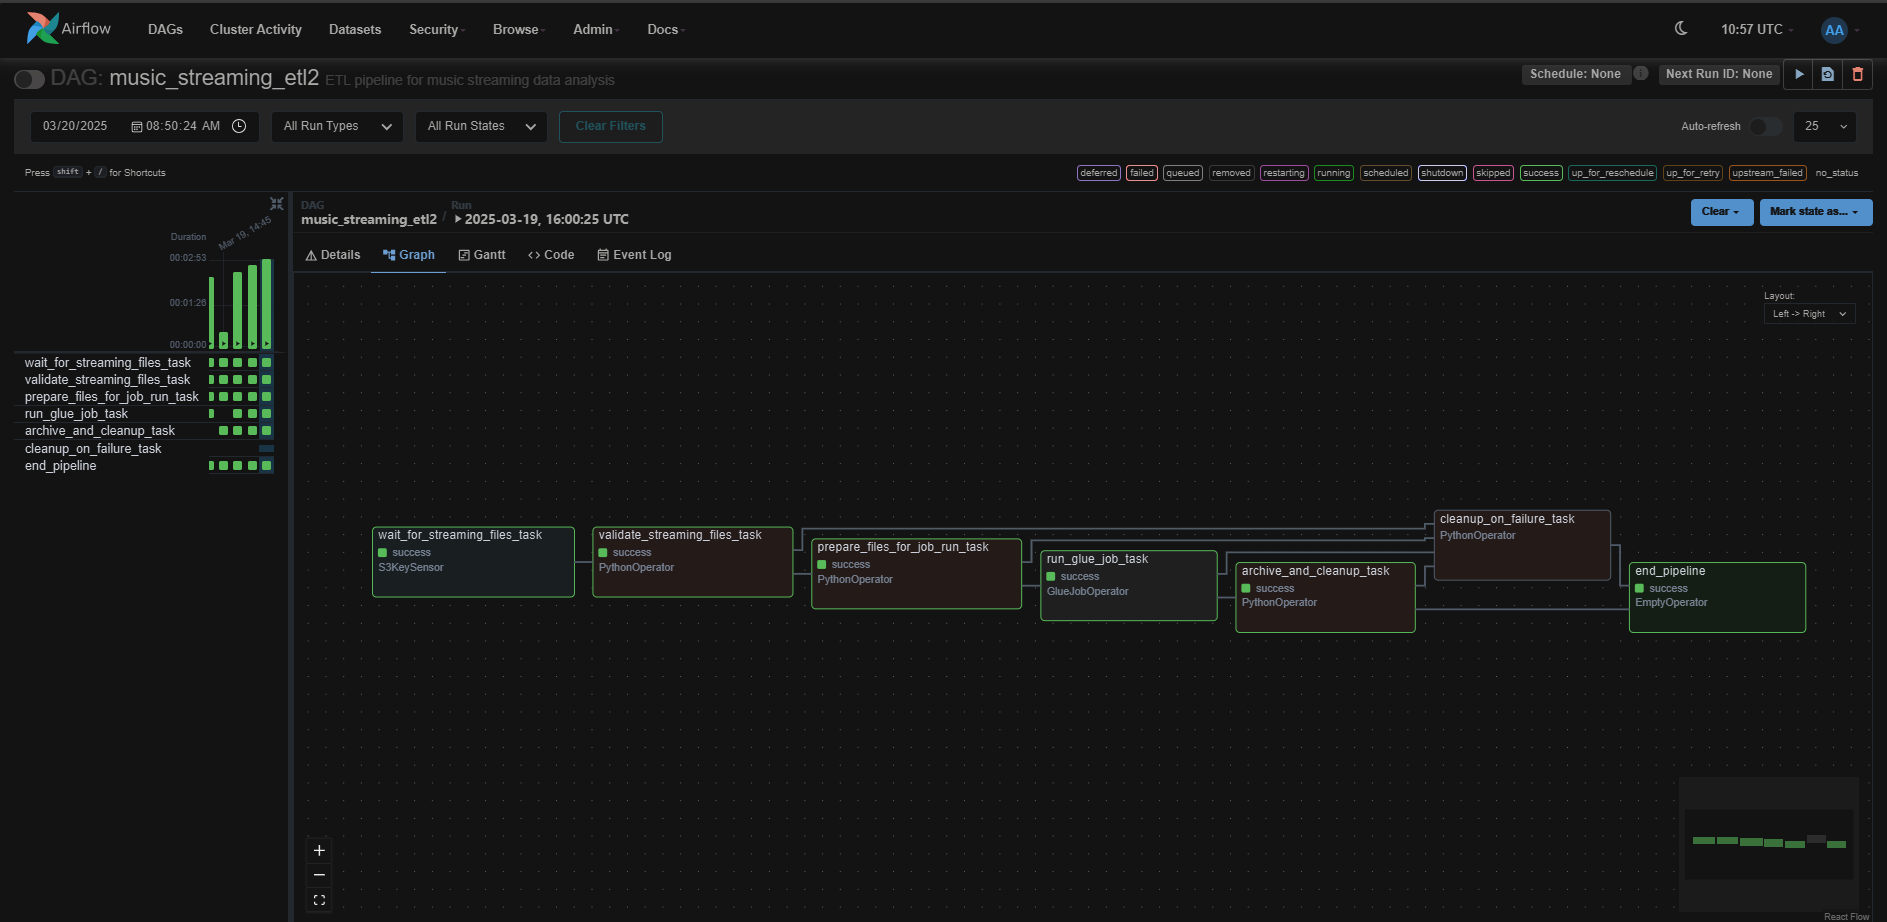 Airflow DAGs Cluster Activity Datasets Security Browse Admin Docs 10:57 UTC AA
DAG: music_streaming_etl2 ETL pipeline for music streaming data analysis Schedule: None i Next Run ID: None
03/20/2025 08:50:24 AM All Run Types All Run States Clear Filters Auto-refresh 25
Press shift + / for Shortcuts deferred failed queued removed restarting running scheduled shutdown skipped success up_for_reschedule up_for_retry upstream_failed no_status
DAG Run
music_streaming_etl2 / 2025-03-19, 16:00:25 UTC Clear Mark state as...
Details Graph Gantt Code Event Log
Mar 19, 14:45
Duration
00:02:53
00:01:26
00:00:00
wait_for_streaming_files_task
validate_streaming_files_task
prepare_files_for_job_run_task
run_glue_job_task
archive_and_cleanup_task
cleanup_on_failure_task
end_pipeline
Layout:
Left -> Right
wait_for_streaming_files_task
success
S3KeySensor
validate_streaming_files_task
success
PythonOperator
prepare_files_for_job_run_task
success
PythonOperator
run_glue_job_task
success
GlueJobOperator
archive_and_cleanup_task
success
PythonOperator
cleanup_on_failure_task
PythonOperator
end_pipeline
success
EmptyOperator
React Flow